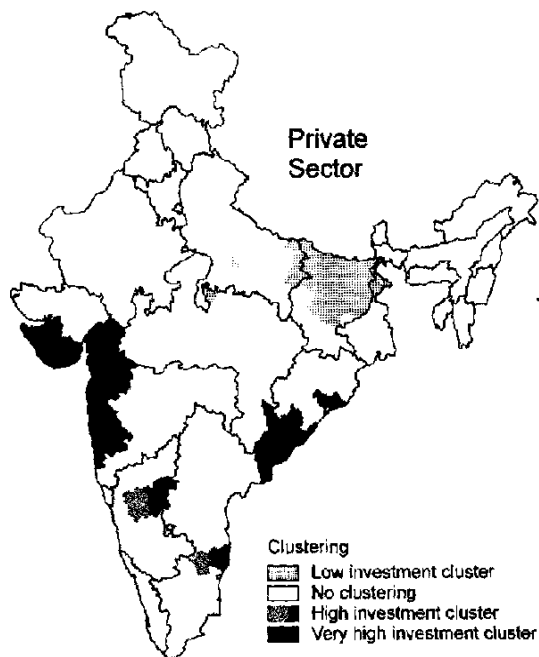 Private
Sector
Clustering
Low investment cluster
No clustering
High investment cluster
Very high investment cluster